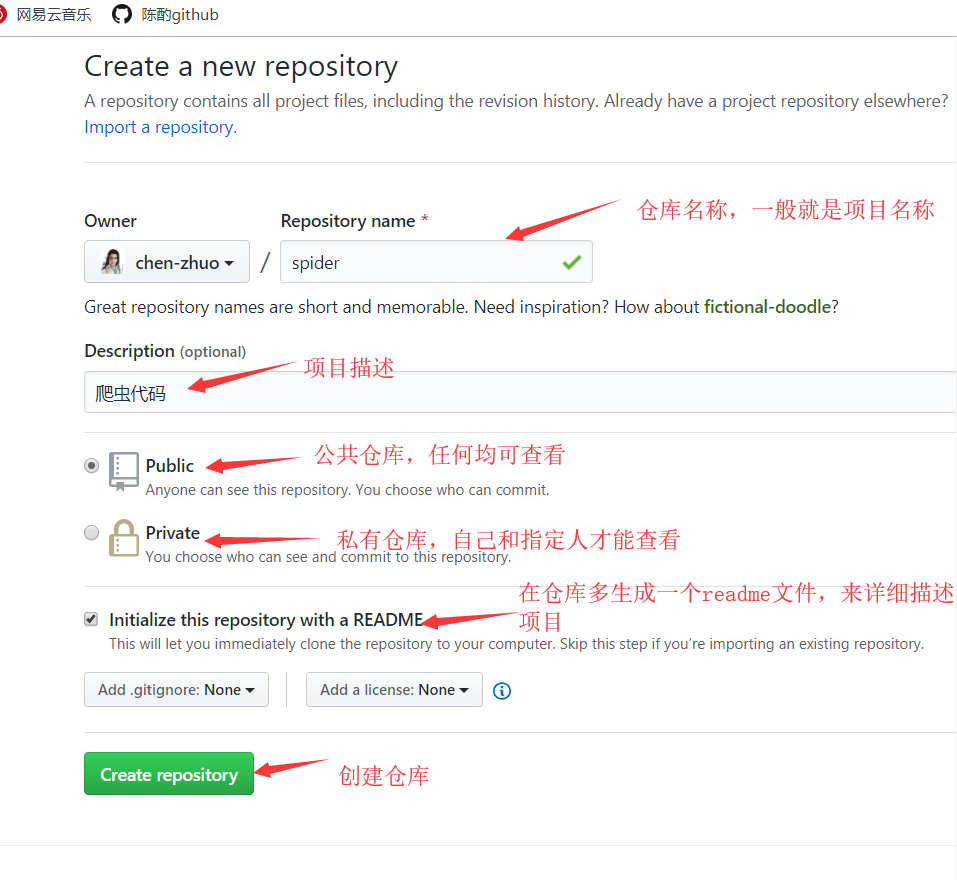 网易云音乐 陈酌github
Create a new repository
A repository contains all project files, including the revision history. Already have a project repository elsewhere?
Import a repository.
Owner Repository name *
仓库名称，一般就是项目名称
chen-zhuo / spider
Great repository names are short and memorable. Need inspiration? How about fictional-doodle?
Description (optional)
项目描述
爬虫代码
公共仓库，任何均可查看
Public
Anyone can see this repository. You choose who can commit.
Private
私有仓库，自己和指定人才能查看
You choose who can see and commit to this repository.
在仓库多生成一个readme文件，来详细描述
项目
Initialize this repository with a README
This will let you immediately clone the repository to your computer. Skip this step if you’re importing an existing repository.
Add .gitignore: None Add a license: None
Create repository
创建仓库